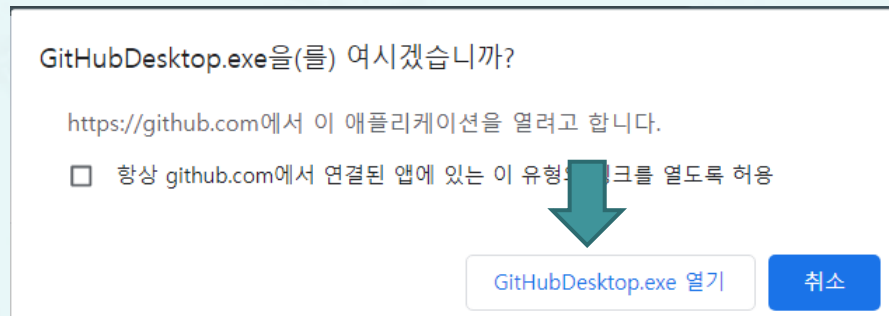 GitHubDesktop.exe을(를) 여시겠습니까?
https://github.com에서 이 애플리케이션을 열려고 합니다.
항상 github.com에서 연결된 앱에 있는 이 크를 열도록 허용
GitHubDesktop.exe 열기
취소